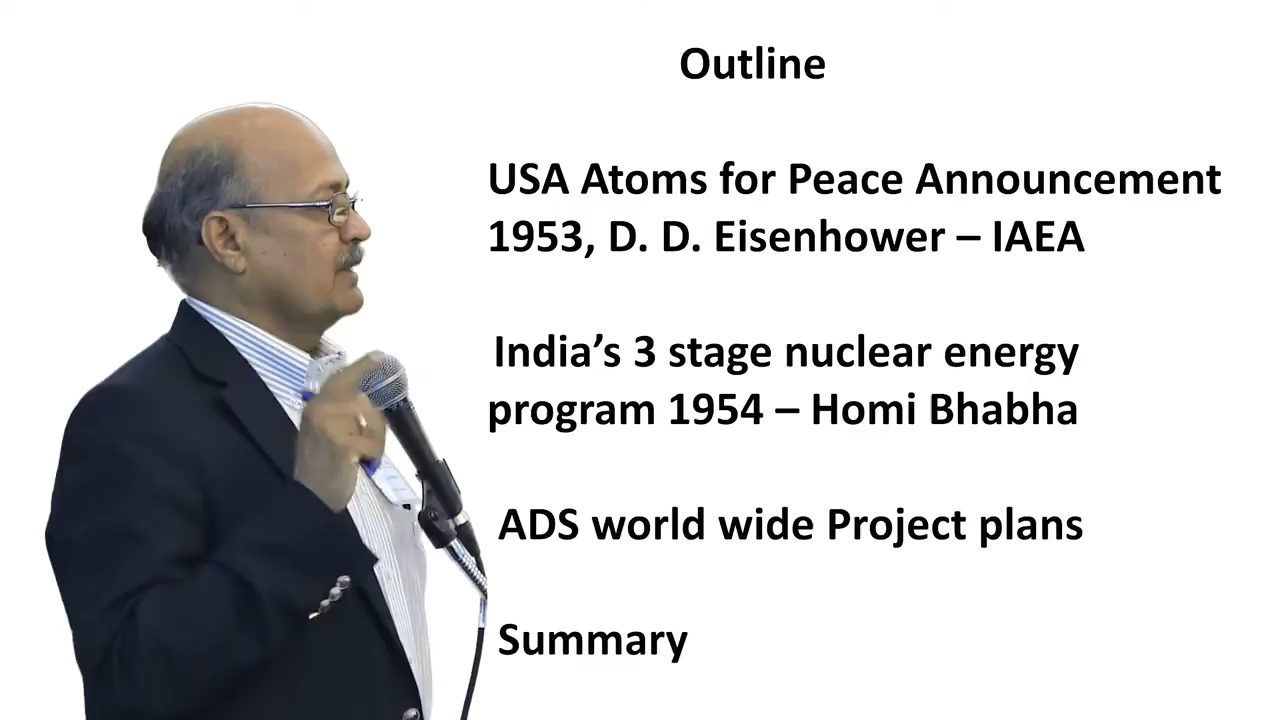 Outline
USA Atoms for Peace Announcement
1953, D. D. Eisenhower – IAEA
India’s 3 stage nuclear energy
program 1954 – Homi Bhabha
ADS world wide Project plans
Summary